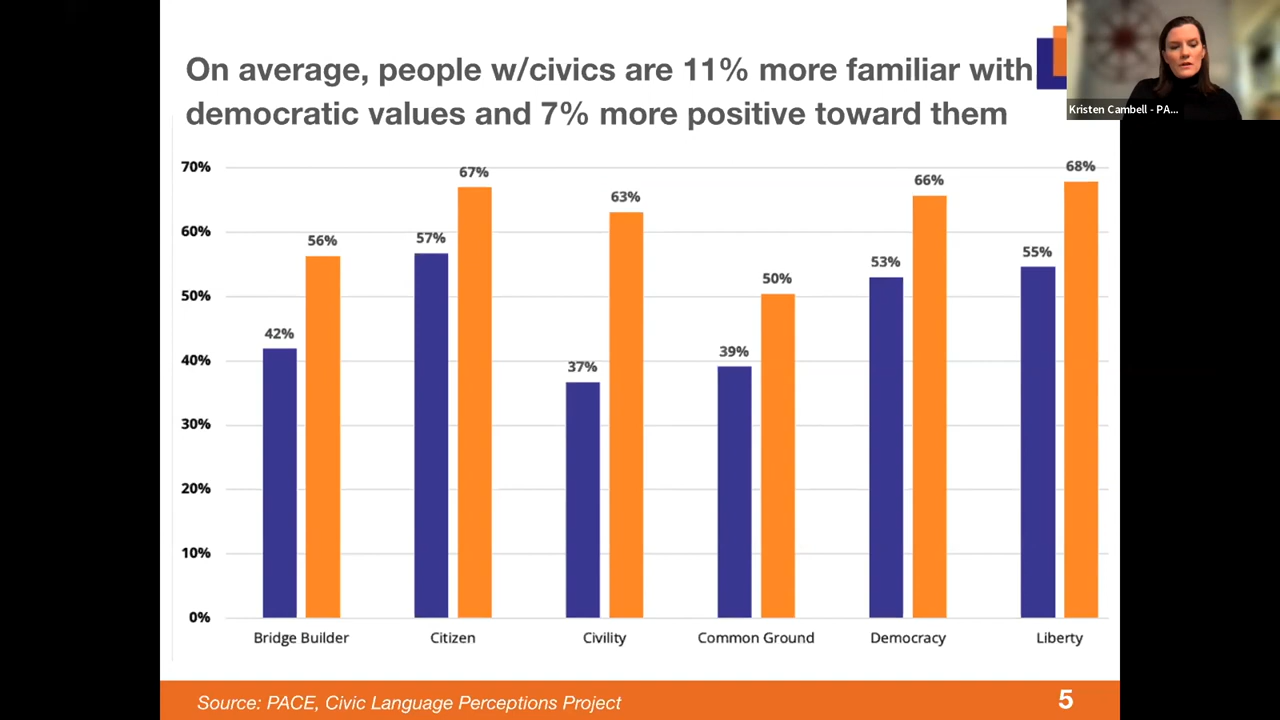 On average, people w/civics are 11% more familiar with
democratic values and 7% more positive toward them
Kristen Cambell - PA...
70%
60%
50%
40%
30%
20%
10%
0%
42%
56%
57%
67%
37%
63%
39%
50%
53%
66%
55%
68%
Bridge Builder
Citizen
Civility
Common Ground
Democracy
Liberty
Source: PACE, Civic Language Perceptions Project
5